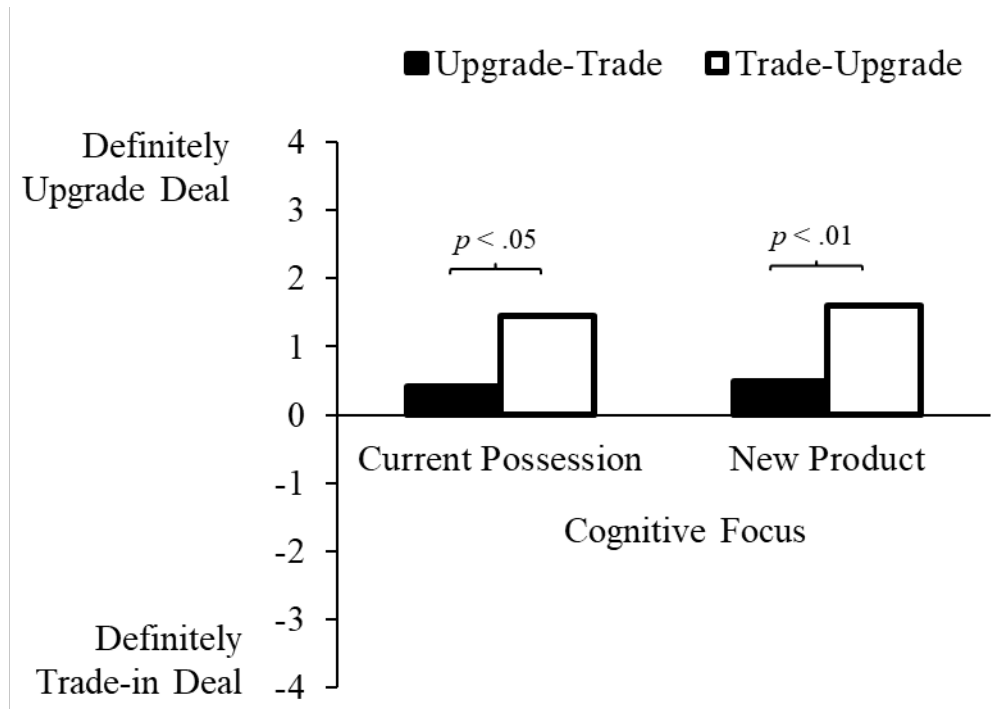 Upgrade-Trade Trade-Upgrade
Definitely
Upgrade Deal
4
3
2
1
0
-1
-2
-3
-4
p < .05
p < .01
Current Possession
New Product
Cognitive Focus
Definitely
Trade-in Deal